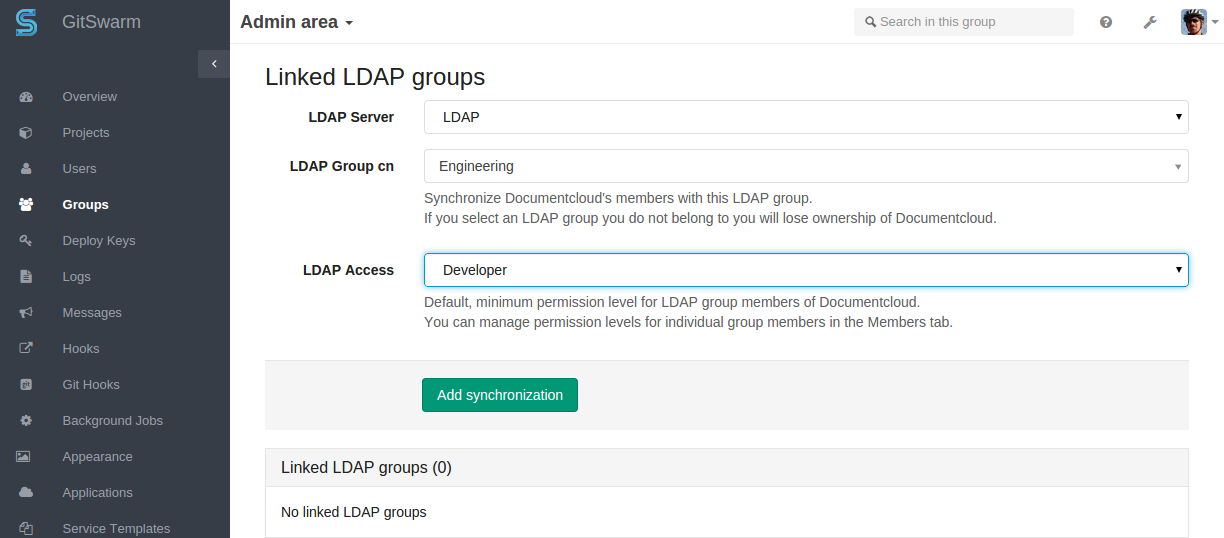 GitSwarm
Admin area
Search in this group
Overview
Projects
Users
Groups
Deploy Keys
Logs
Messages
Hooks
Git Hooks
Background Jobs
Appearance
Applications
Service Templates
Linked LDAP groups
LDAP Server
LDAP
LDAP Group cn
Engineering
Synchronize Documentcloud's members with this LDAP group.
If you select an LDAP group you do not belong to you will lose ownership of Documentcloud.
LDAP Access
Developer
Default, minimum permission level for LDAP group members of Documentcloud.
You can manage permission levels for individual group members in the Members tab.
Add synchronization
Linked LDAP groups (0)
No linked LDAP groups